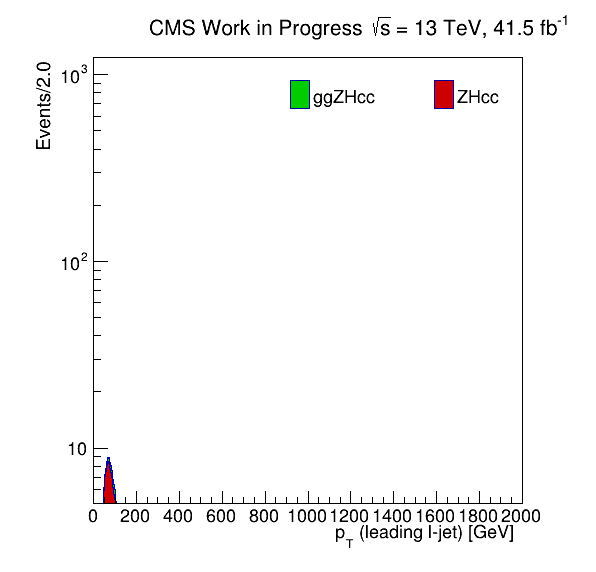 CMS Work in Progress √s = 13 TeV, 41.5 fb⁻¹
Events/2.0
10³
10²
10
ggZHcc
ZHcc
0 200 400 600 800 1000 1200 1400 1600 1800 2000
p_T (leading l-jet) [GeV]